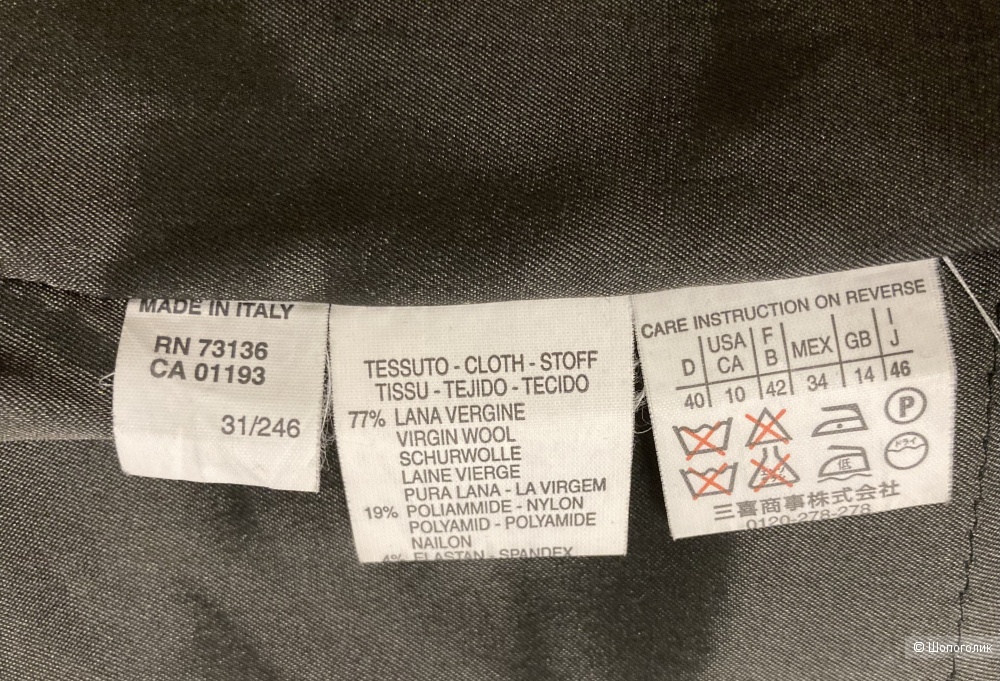 MADE IN ITALY
RN 73136
CA 01193
31/246
TESSUTO - CLOTH - STOFF
TISSU - TEJIDO - TECIDO
77% LANA VERGINE
VIRGIN WOOL
SCHURWOLLE
LAINE VIERGE
PURA LANA - LA VIRGEM
19% POLIAMMIDE - NYLON
POLYAMID - POLYAMIDE
NAILON
4% ELASTAN - SPANDEX
CARE INSTRUCTION ON REVERSE
D USA CA F B MEX GB I J
40 10 42 34 14 46
P
ドライ
低
三喜商事株式会社
0120-278-278
© Шопоголик